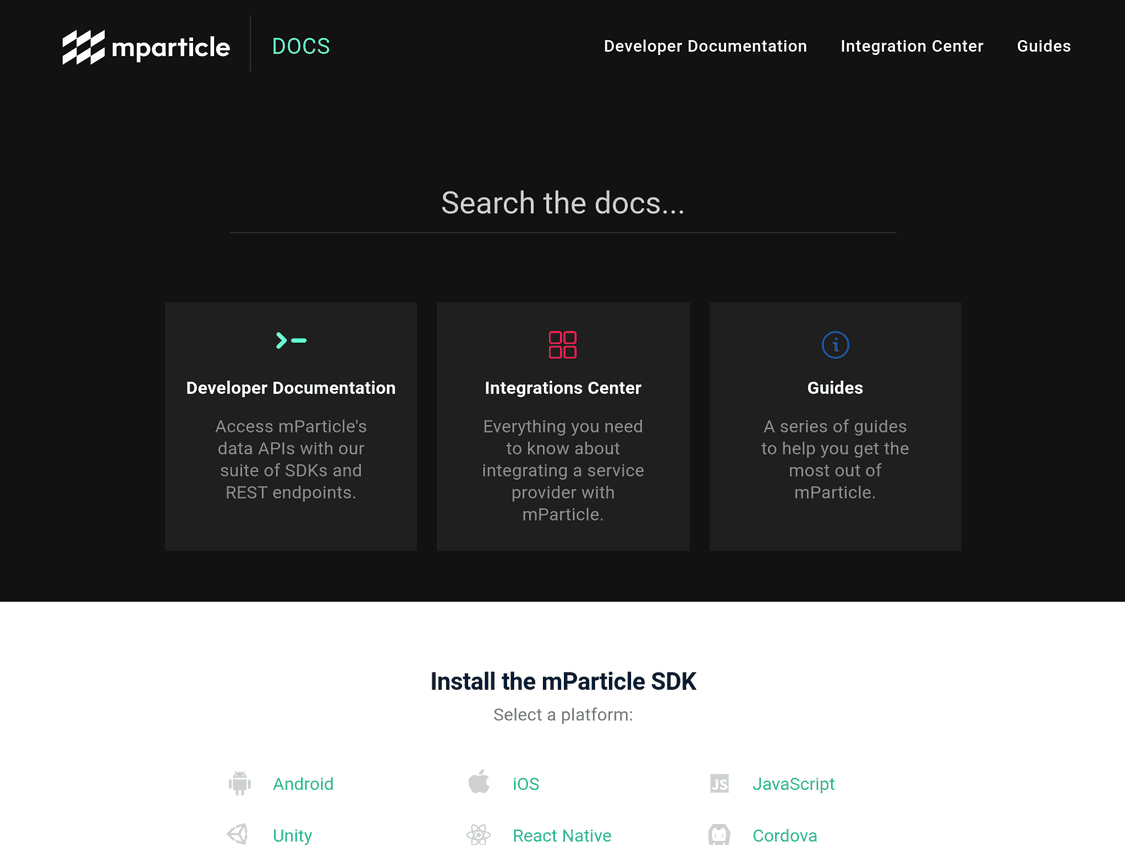 mparticle DOCS Developer Documentation Integration Center Guides
Search the docs...
Developer Documentation
Access mParticle's
data APIs with our
suite of SDKs and
REST endpoints.
Integrations Center
Everything you need
to know about
integrating a service
provider with
mParticle.
Guides
A series of guides
to help you get the
most out of
mParticle.
Install the mParticle SDK
Select a platform:
Android
iOS
JS JavaScript
Unity
React Native
Cordova